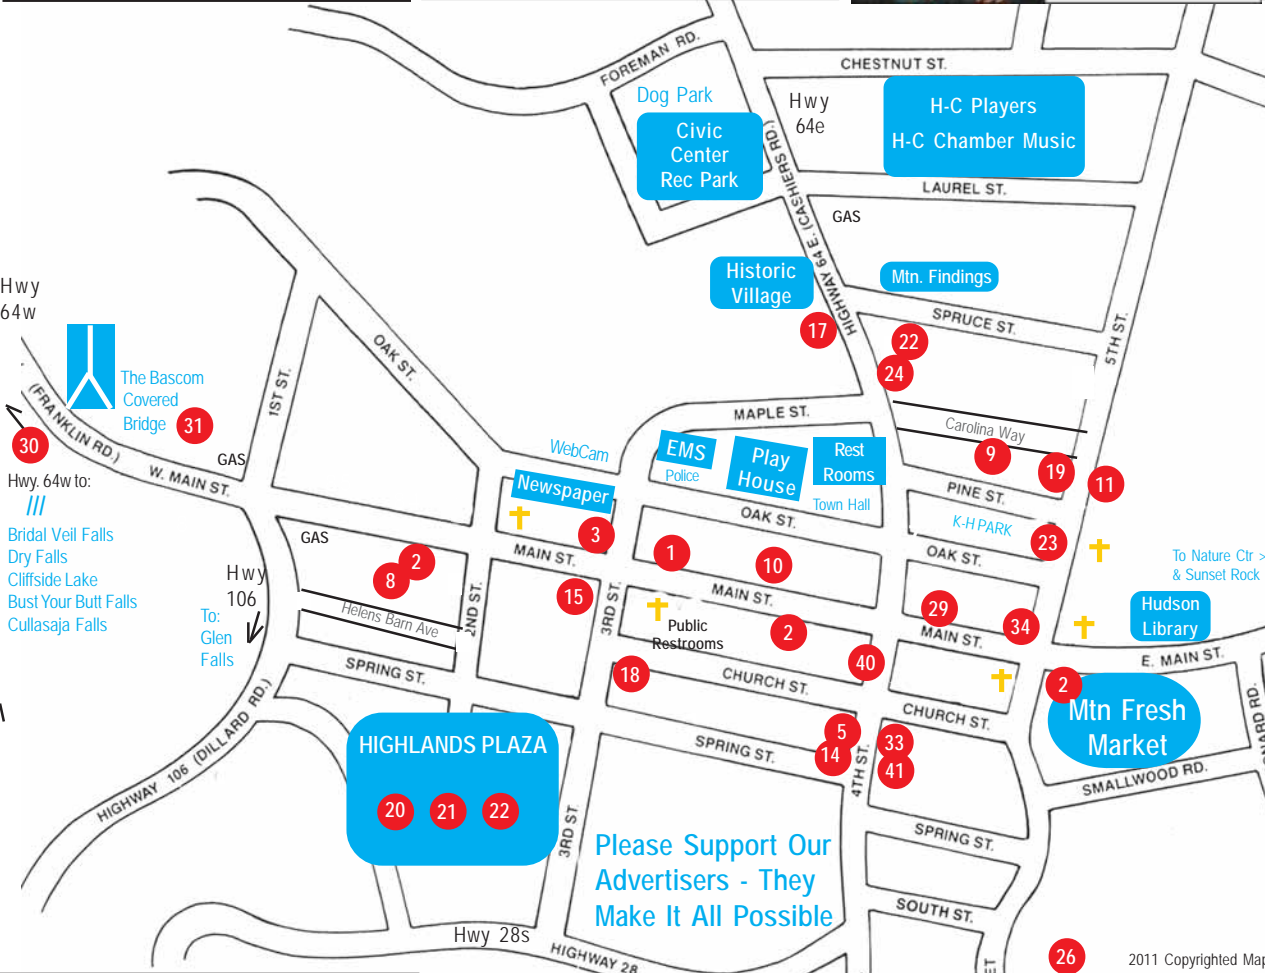 FOREMAN RD.
CHESTNUT ST.
Dog Park
Hwy
64e
H-C Players
H-C Chamber Music
Civic
Center
Rec Park
LAUREL ST.
GAS
HIGHWAY 64 E. (CASHIERS RD.)
Historic
Village
Mtn. Findings
SPRUCE ST.
5TH ST.
17
22
24
Hwy
64w
OAK ST.
1ST ST.
The Bascom
Covered
Bridge
31
(FRANKLIN RD.)
30
W. MAIN ST.
GAS
MAPLE ST.
Carolina Way
9
19
11
WebCam
EMS
Police
Play
House
Rest
Rooms
Town Hall
Newspaper
PINE ST.
K-H PARK
23
Hwy. 64w to:
///
Bridal Veil Falls
Dry Falls
Cliffside Lake
Bust Your Butt Falls
Cullasaja Falls
GAS
OAK ST.
OAK ST.
3
MAIN ST.
1
10
2
8
To Nature Ctr >
& Sunset Rock
Hwy
106
To:
Glen
Falls
Helens Barn Ave
2ND ST.
15
3RD ST.
MAIN ST.
Public
Restrooms
2
29
MAIN ST.
34
Hudson
Library
E. MAIN ST.
SPRING ST.
18
CHURCH ST.
40
2
Mtn Fresh
Market
CHURCH ST.
HIGHWAY 106 (DILLARD RD.)
HIGHLANDS PLAZA
20
21
22
SPRING ST.
5
14
33
41
4TH ST.
SMALLWOOD RD.
3RD ST.
SPRING ST.
Please Support Our
Advertisers - They
Make It All Possible
SOUTH ST.
Hwy 28s
HIGHWAY 28
26
2011 Copyrighted Map